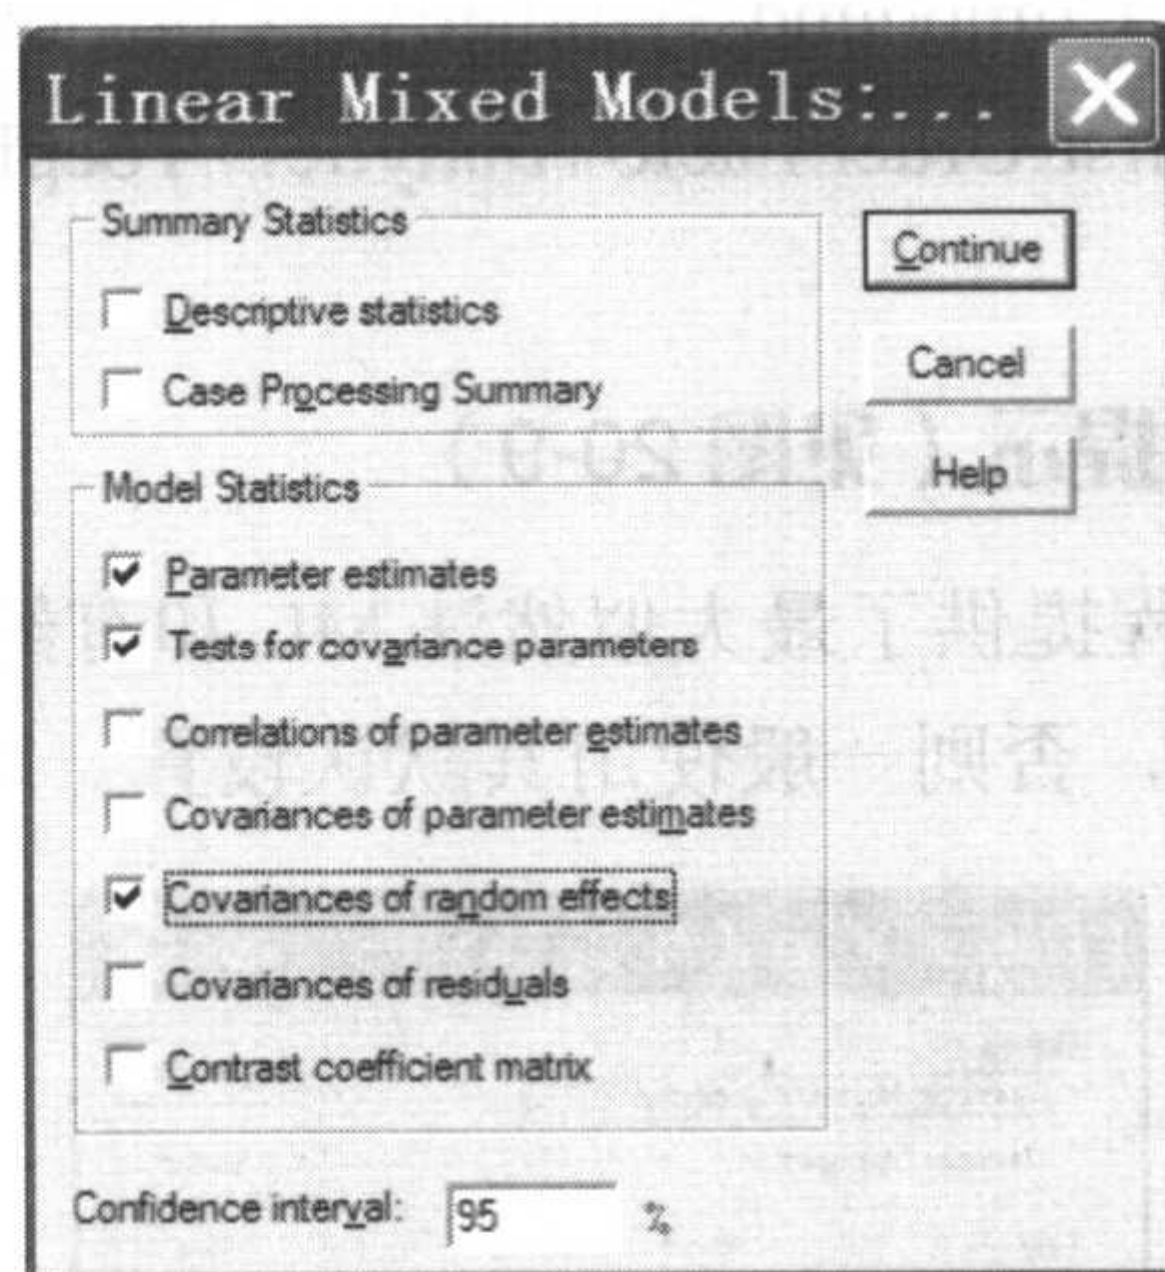 Linear Mixed Models:...
Summary Statistics
Descriptive statistics
Case Processing Summary
Continue
Cancel
Help
Model Statistics
Parameter estimates
Tests for covariance parameters
Correlations of parameter estimates
Covariances of parameter estimates
Covariances of random effects
Covariances of residuals
Contrast coefficient matrix
Confidence interval: 95 %